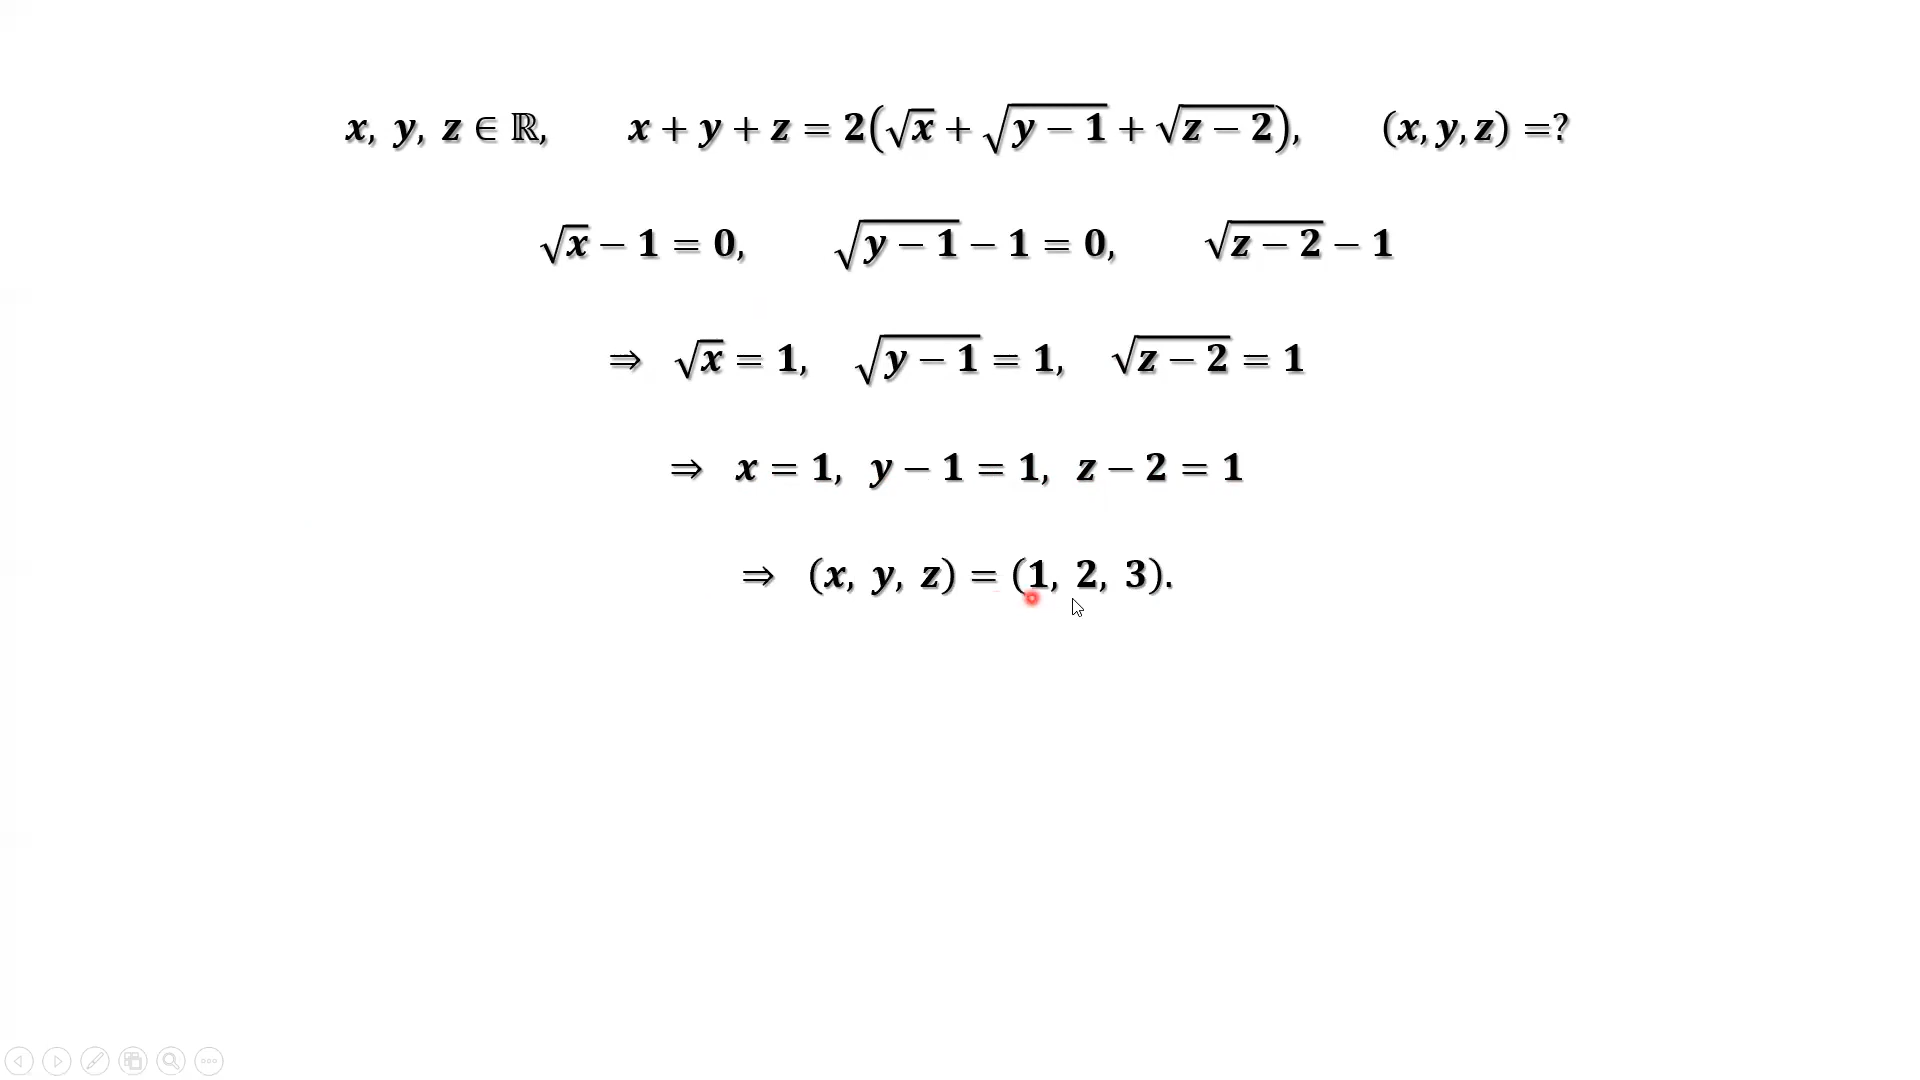 x, y, z ∈ ℝ, x + y + z = 2(√x + √(y − 1) + √(z − 2)), (x, y, z) =?
√x − 1 = 0, √(y − 1) − 1 = 0, √(z − 2) − 1
⇒ √x = 1, √(y − 1) = 1, √(z − 2) = 1
⇒ x = 1, y − 1 = 1, z − 2 = 1
⇒ (x, y, z) = (1, 2, 3).